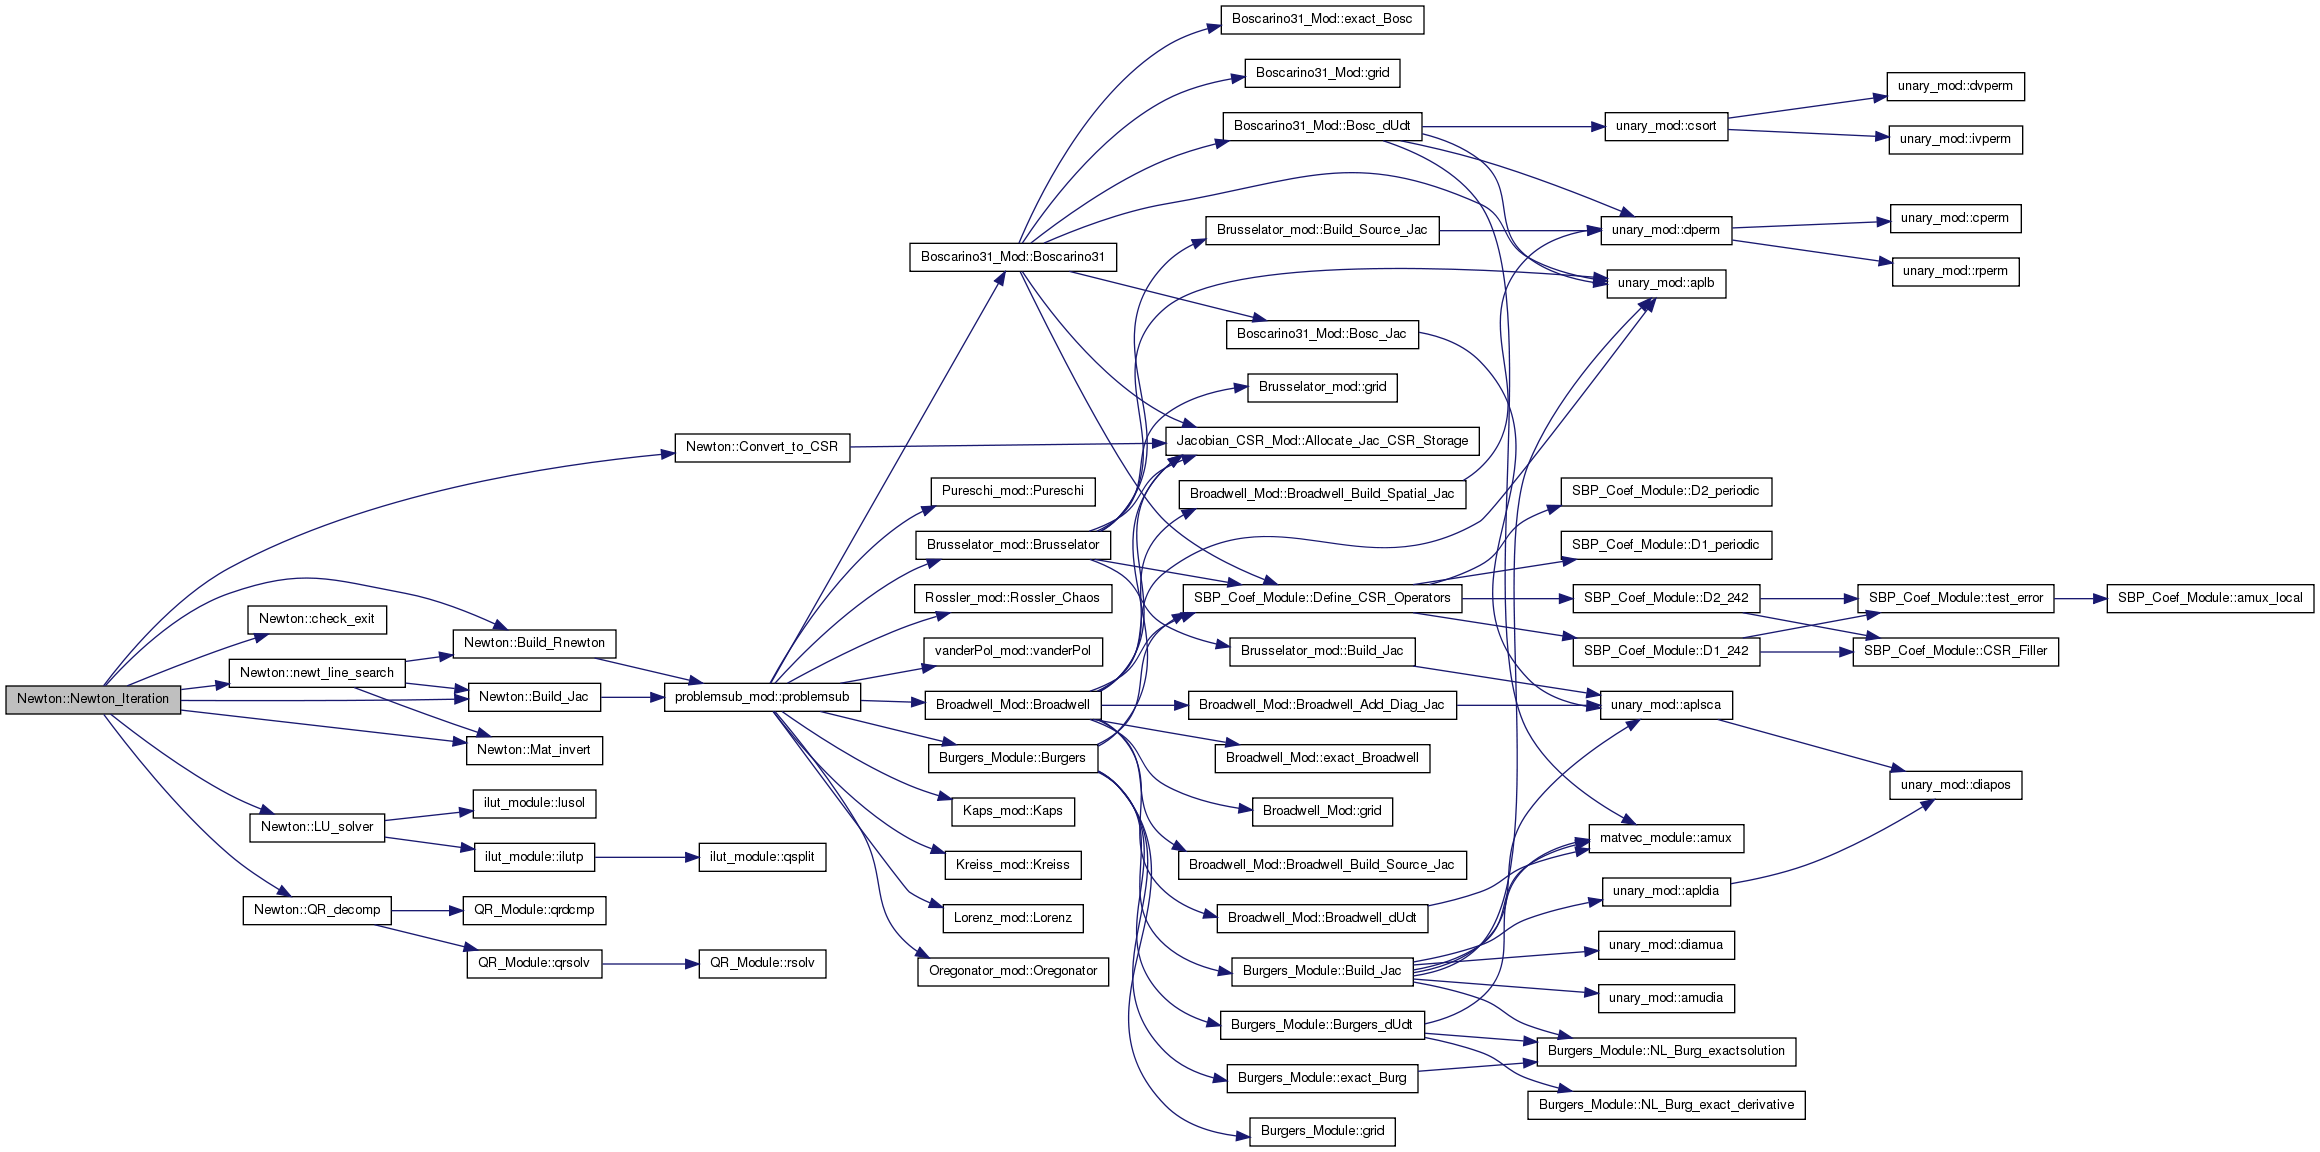 Newton::Newton_Iteration
Newton::Convert_to_CSR
Newton::check_exit
Newton::newt_line_search
Newton::Build_Rnewton
Newton::Build_Jac
Newton::Mat_invert
Newton::LU_solver
ilut_module::lusol
ilut_module::ilutp
ilut_module::qsplit
Newton::QR_decomp
QR_Module::qrdcmp
QR_Module::qrsolv
QR_Module::rsolv
problemsub_mod::problemsub
Boscarino31_Mod::Boscarino31
Pureschi_mod::Pureschi
Brusselator_mod::Brusselator
Rossler_mod::Rossler_Chaos
vanderPol_mod::vanderPol
Broadwell_Mod::Broadwell
Burgers_Module::Burgers
Kaps_mod::Kaps
Kreiss_mod::Kreiss
Lorenz_mod::Lorenz
Oregonator_mod::Oregonator
Boscarino31_Mod::exact_Bosc
Boscarino31_Mod::grid
Boscarino31_Mod::Bosc_dUdt
Brusselator_mod::Build_Source_Jac
Boscarino31_Mod::Bosc_Jac
Brusselator_mod::grid
Jacobian_CSR_Mod::Allocate_Jac_CSR_Storage
Broadwell_Mod::Broadwell_Build_Spatial_Jac
SBP_Coef_Module::Define_CSR_Operators
Brusselator_mod::Build_Jac
Broadwell_Mod::Broadwell_Add_Diag_Jac
Broadwell_Mod::exact_Broadwell
Broadwell_Mod::grid
Broadwell_Mod::Broadwell_Build_Source_Jac
Broadwell_Mod::Broadwell_dUdt
Burgers_Module::Build_Jac
Burgers_Module::Burgers_dUdt
Burgers_Module::exact_Burg
Burgers_Module::grid
unary_mod::csort
unary_mod::dperm
unary_mod::aplb
SBP_Coef_Module::D2_periodic
SBP_Coef_Module::D1_periodic
SBP_Coef_Module::D2_242
SBP_Coef_Module::D1_242
unary_mod::aplsca
matvec_module::amux
unary_mod::apldia
unary_mod::diamua
unary_mod::amudia
Burgers_Module::NL_Burg_exactsolution
Burgers_Module::NL_Burg_exact_derivative
unary_mod::dvperm
unary_mod::ivperm
unary_mod::cperm
unary_mod::rperm
SBP_Coef_Module::test_error
SBP_Coef_Module::CSR_Filler
unary_mod::diapos
SBP_Coef_Module::amux_local